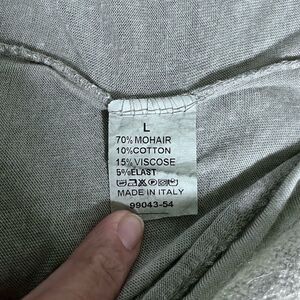 L
70% MOHAIR
10%COTTON
15% VISCOSE
5%ELAST
MADE IN ITALY
99043-54